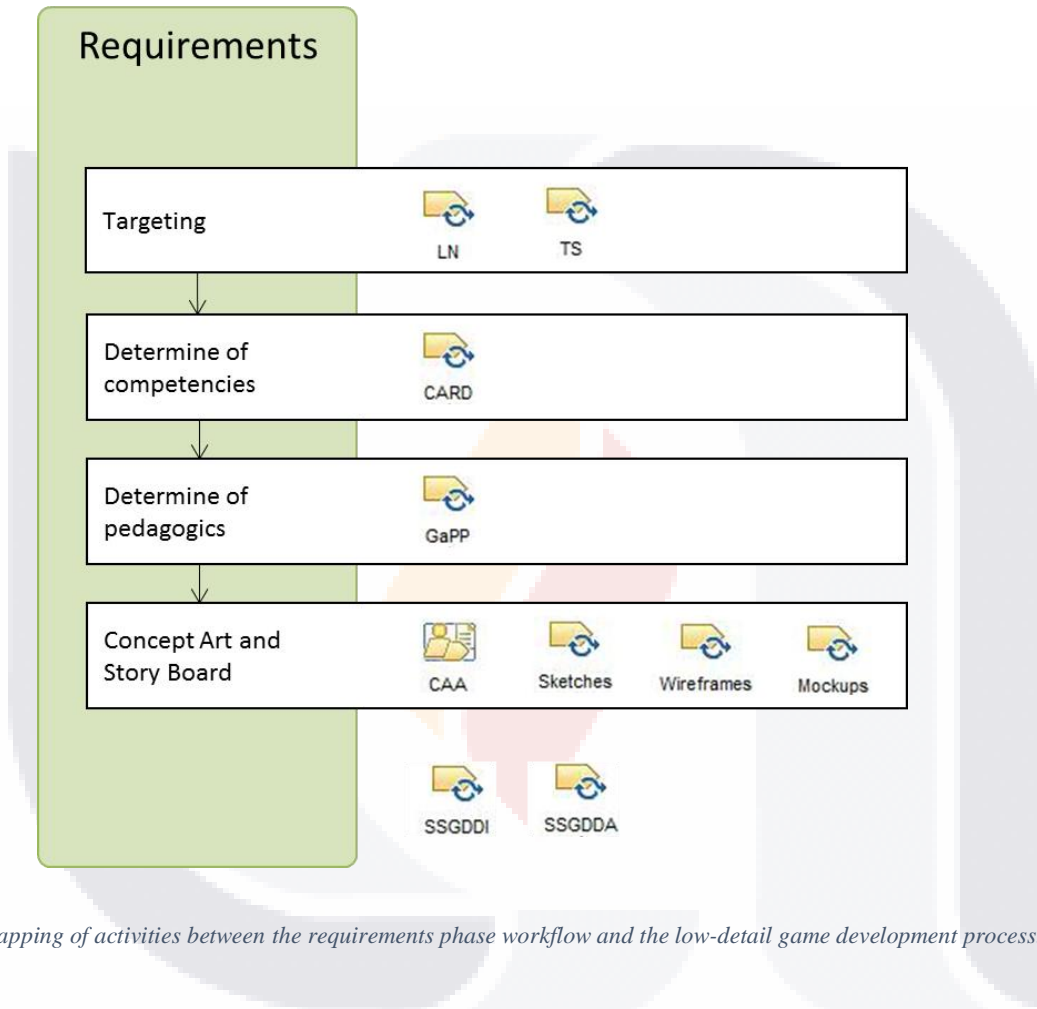 Requirements
Targeting
LN
TS
Determine of
competencies
CARD
Determine of
pedagogics
GaPP
Concept Art and
Story Board
CAA
Sketches
Wireframes
Mockups
SSGDDI
SSGDDA
apping of activities between the requirements phase workflow and the low-detail game development process